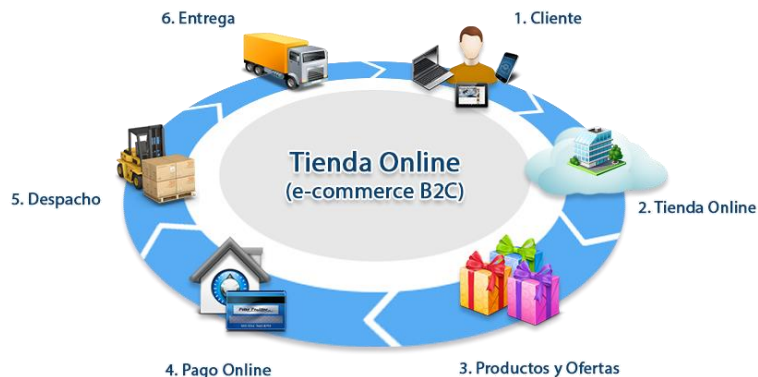 6. Entrega
1. Cliente
Tienda Online
(e-commerce B2C)
5. Despacho
2. Tienda Online
4. Pago Online
3. Productos y Ofertas